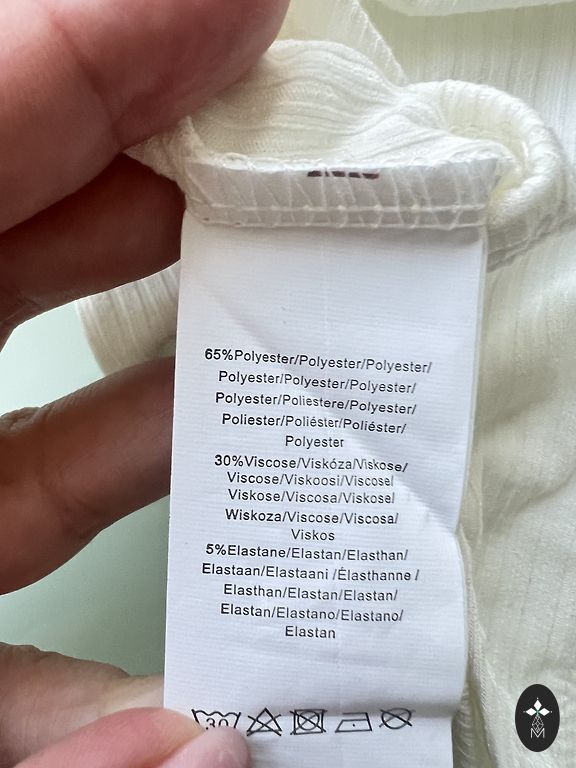 65%Polyester/Polyester/Polyester/
Polyester/Polyester/Polyester/
Polyester/Poliestere/Polyester/
Poliester/Poliéster/Poliéster/
Polyester
30%Viscose/Viskóza/Viskose/
Viscose/Viskoosi/Viscosel
Viskose/Viscosa/Viskosel
Wiskoza/Viscose/Viscosa/
Viskos
5%Elastane/Elastan/Elasthan/
Elastaan/Elastaani /Élasthanne /
Elasthan/Elastan/Elastan/
Elastan/Elastano/Elastano/
Elastan
30